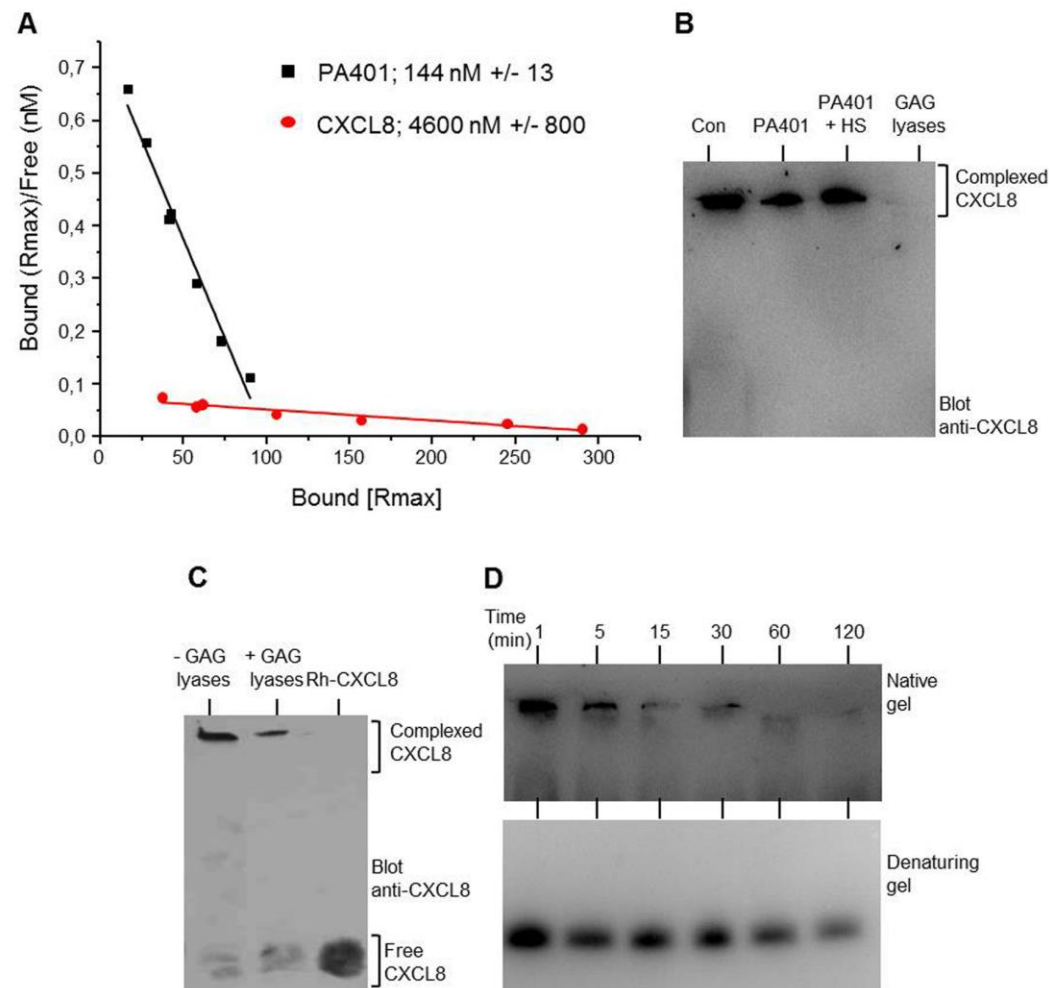 A
Bound (Rmax)/Free (nM)
0,7
0,6
0,5
0,4
0,3
0,2
0,1
0,0
PA401; 144 nM +/- 13
CXCL8; 4600 nM +/- 800
0 50 100 150 200 250 300
Bound [Rmax]
B
Con
PA401
PA401
+ HS
GAG
lyases
Complexed
CXCL8
Blot
anti-CXCL8
C
- GAG
lyases
+ GAG
lyases
Rh-CXCL8
Complexed
CXCL8
Blot
anti-CXCL8
Free
CXCL8
D
Time
(min)
1 5 15 30 60 120
Native
gel
Denaturing
gel